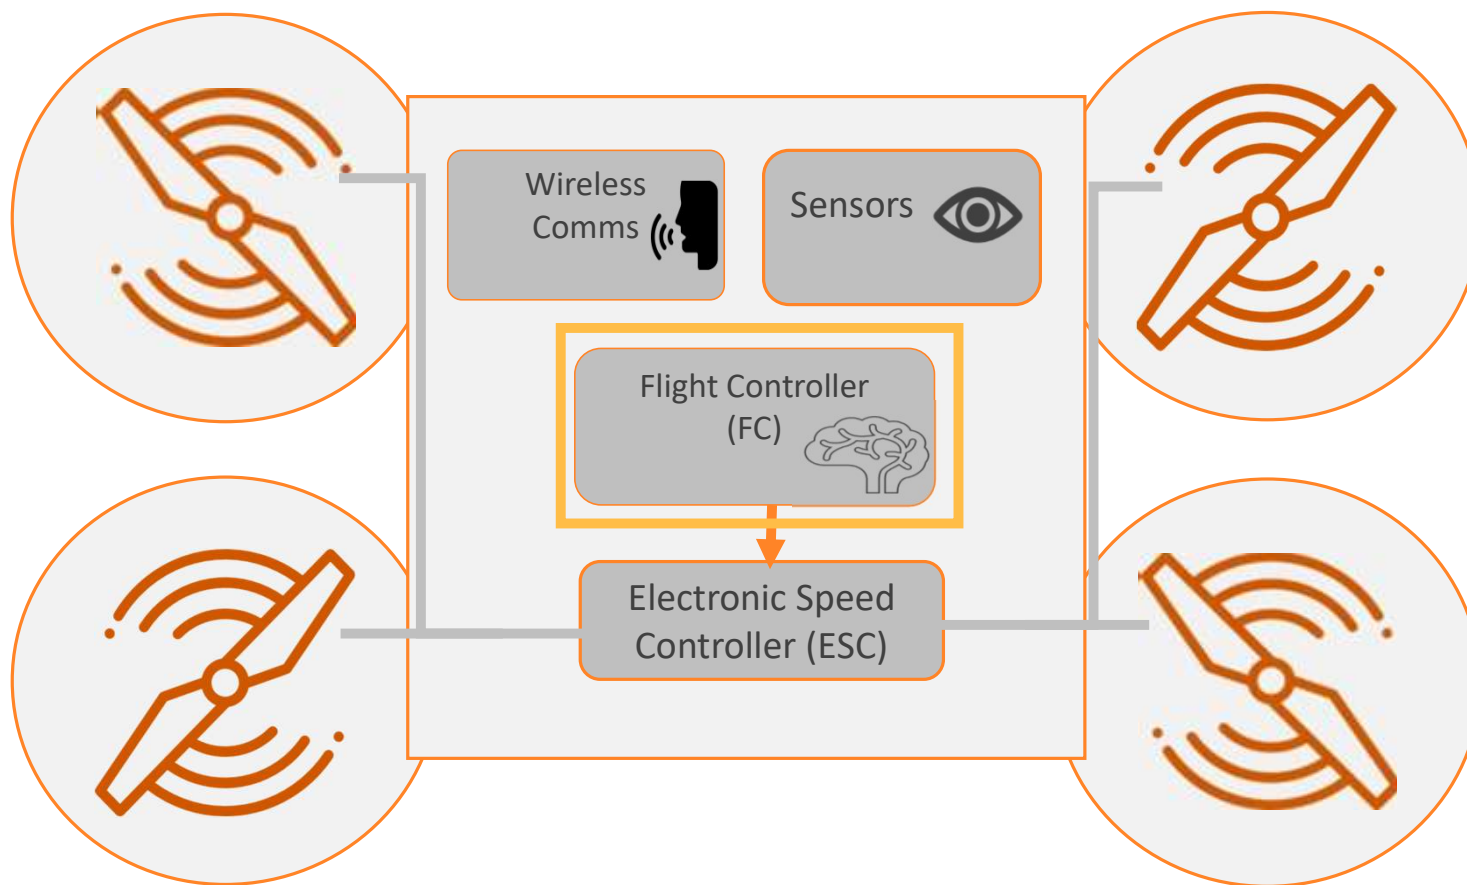 Wireless
Comms
Sensors
Flight Controller
(FC)
Electronic Speed
Controller (ESC)